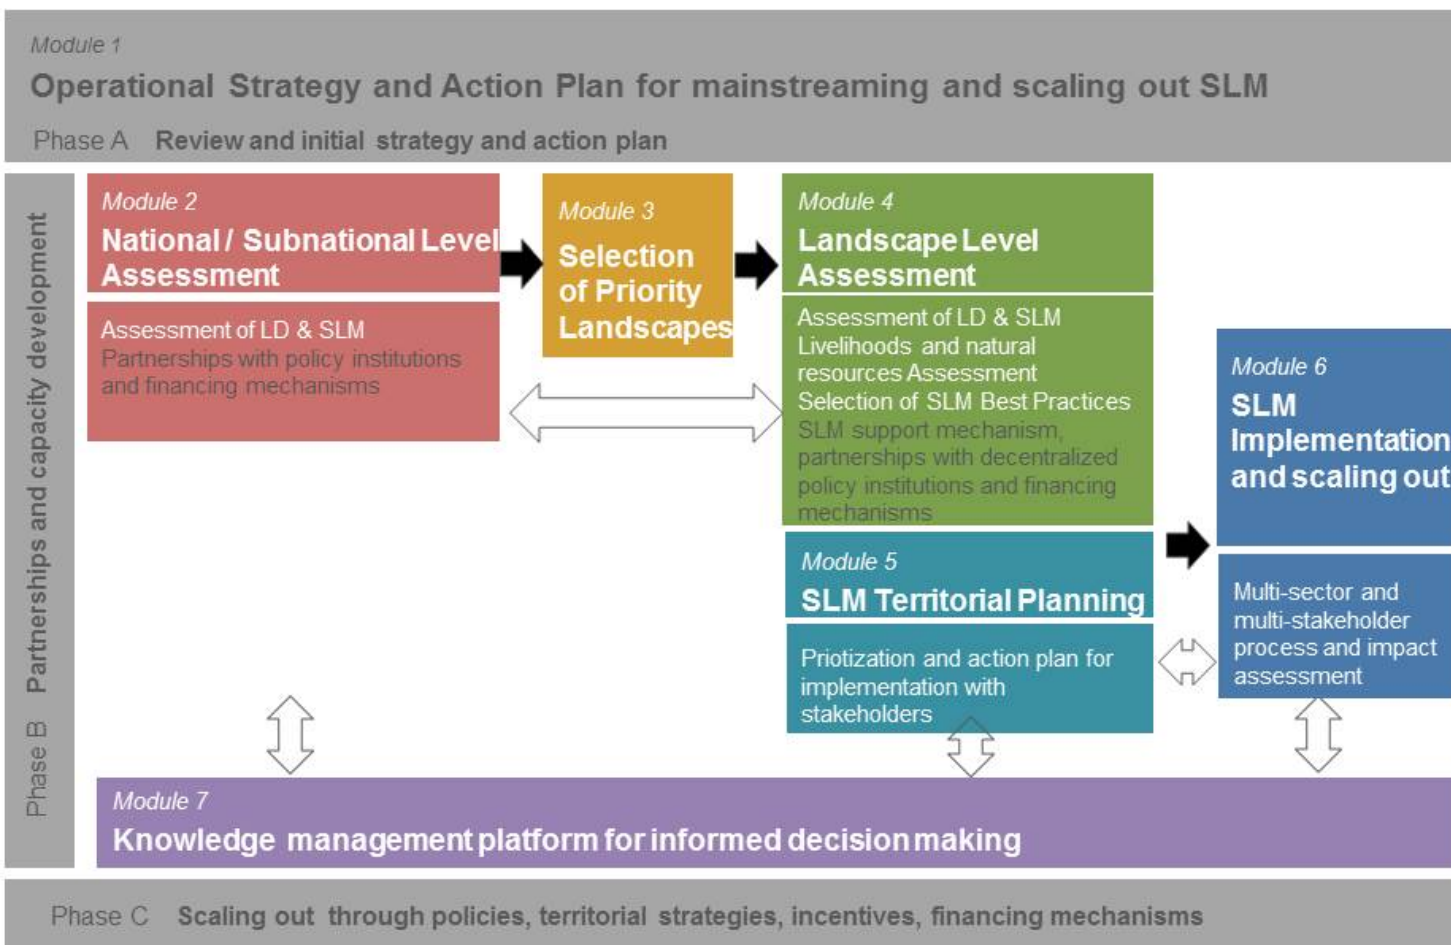 Module 1
Operational Strategy and Action Plan for mainstreaming and scaling out SLM
Phase A Review and initial strategy and action plan
Phase B Partnerships and capacity development
Module 2
National / Subnational Level
Assessment
Assessment of LD & SLM
Partnerships with policy institutions
and financing mechanisms
Module 3
Selection
of Priority
Landscapes
Module 4
Landscape Level
Assessment
Assessment of LD & SLM
Livelihoods and natural
resources Assessment
Selection of SLM Best Practices
SLM support mechanism,
partnerships with decentralized
policy institutions and financing
mechanisms
Module 5
SLM Territorial Planning
Priotization and action plan for
implementation with
stakeholders
Module 6
SLM
Implementation
and scaling out
Multi-sector and
multi-stakeholder
process and impact
assessment
Module 7
Knowledge management platform for informed decision making
Phase C Scaling out through policies, territorial strategies, incentives, financing mechanisms